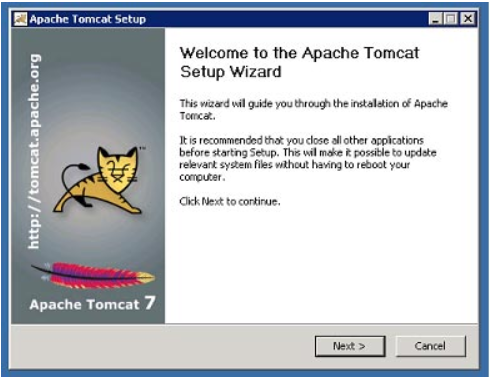 Apache Tomcat Setup
http://tomcat.apache.org
Apache Tomcat 7
Welcome to the Apache Tomcat
Setup Wizard
This wizard will guide you through the installation of Apache
Tomcat.
It is recommended that you close all other applications
before starting Setup. This will make it possible to update
relevant system files without having to reboot your
computer.
Click Next to continue.
Next >
Cancel